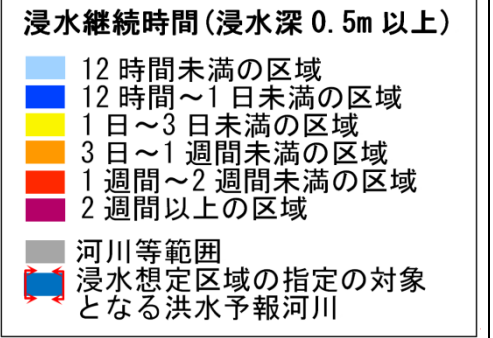 浸水継続時間(浸水深 0.5m 以上)
12 時間未満の区域
12 時間～1 日未満の区域
1 日～3 日未満の区域
3 日～1 週間未満の区域
1 週間～2 週間未満の区域
2 週間以上の区域
河川等範囲
浸水想定区域の指定の対象
となる洪水予報河川